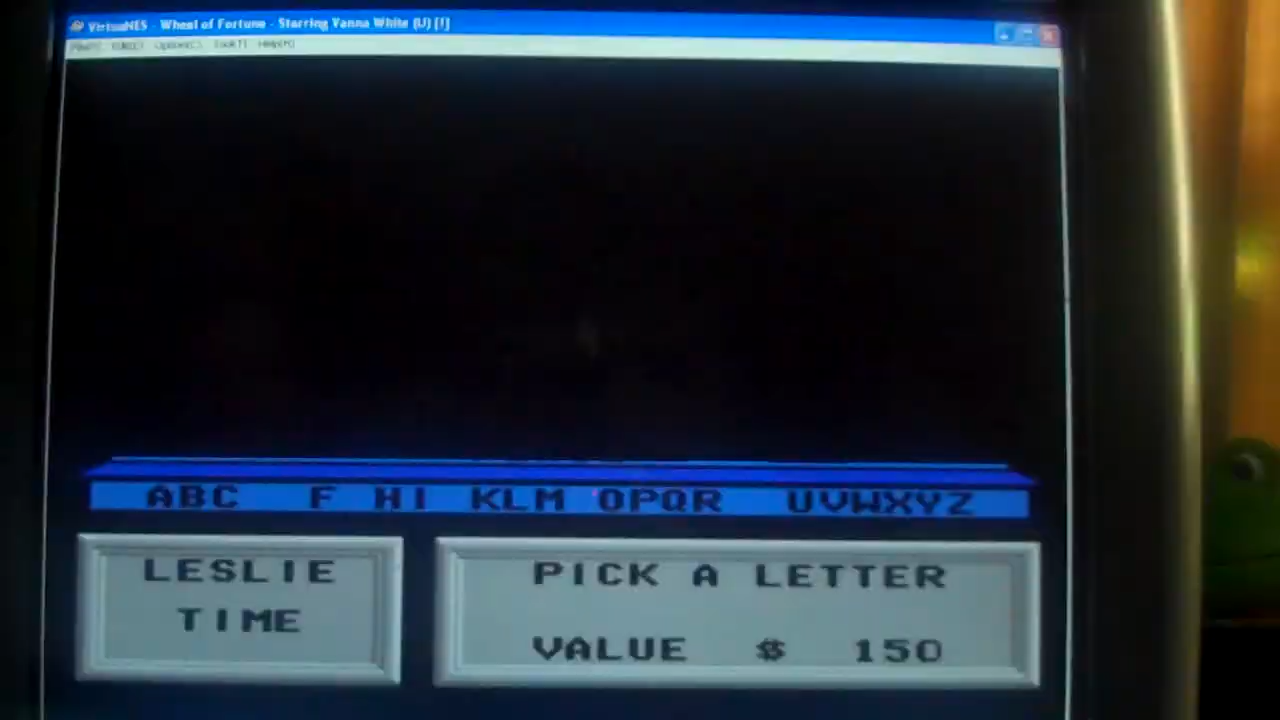 VirtuaNES - Wheel of Fortune - Starring Vanna White (U) [!]
ABC F HI KLM OPQR UVWXYZ
LESLIE
TIME
PICK A LETTER
VALUE $ 150